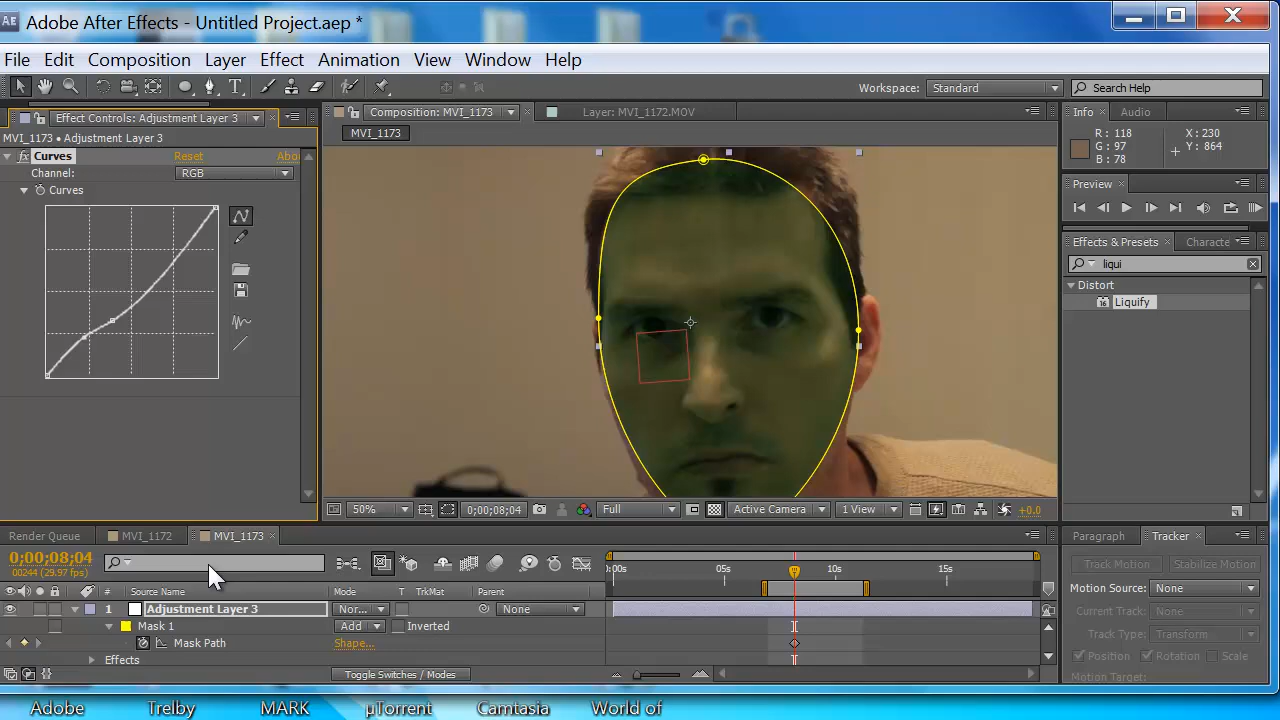 Adobe After Effects - Untitled Project.aep *
File Edit Composition Layer Effect Animation View Window Help
Workspace: Standard Search Help
Effect Controls: Adjustment Layer 3
Composition: MVI_1173
Layer: MVI_1172.MOV
Info Audio
MVI_1173 • Adjustment Layer 3
MVI_1173
R: 118
G: 97
B: 78
X: 230
Y: 864
fx Curves Reset Abo
Channel: RGB
Curves
Preview
Effects & Presets Characte
liqui
Distort
Liquify
50% 0;00;08;04 Full Active Camera 1 View +0.0
Render Queue MVI_1172 MVI_1173
Paragraph Tracker
0;00;08;04
00244 (29.97 fps)
:00s 05s 10s 15s
Track Motion Stabilize Motion
Motion Source: None
# Source Name Mode T TrkMat Parent
Current Track: None
1 Adjustment Layer 3 Nor... None
Mask 1 Add Inverted
Track Type: Transform
Mask Path Shape...
Position Rotation Scale
Effects
Motion Target:
Toggle Switches / Modes
Adobe Trelby MARK µTorrent Camtasia World of